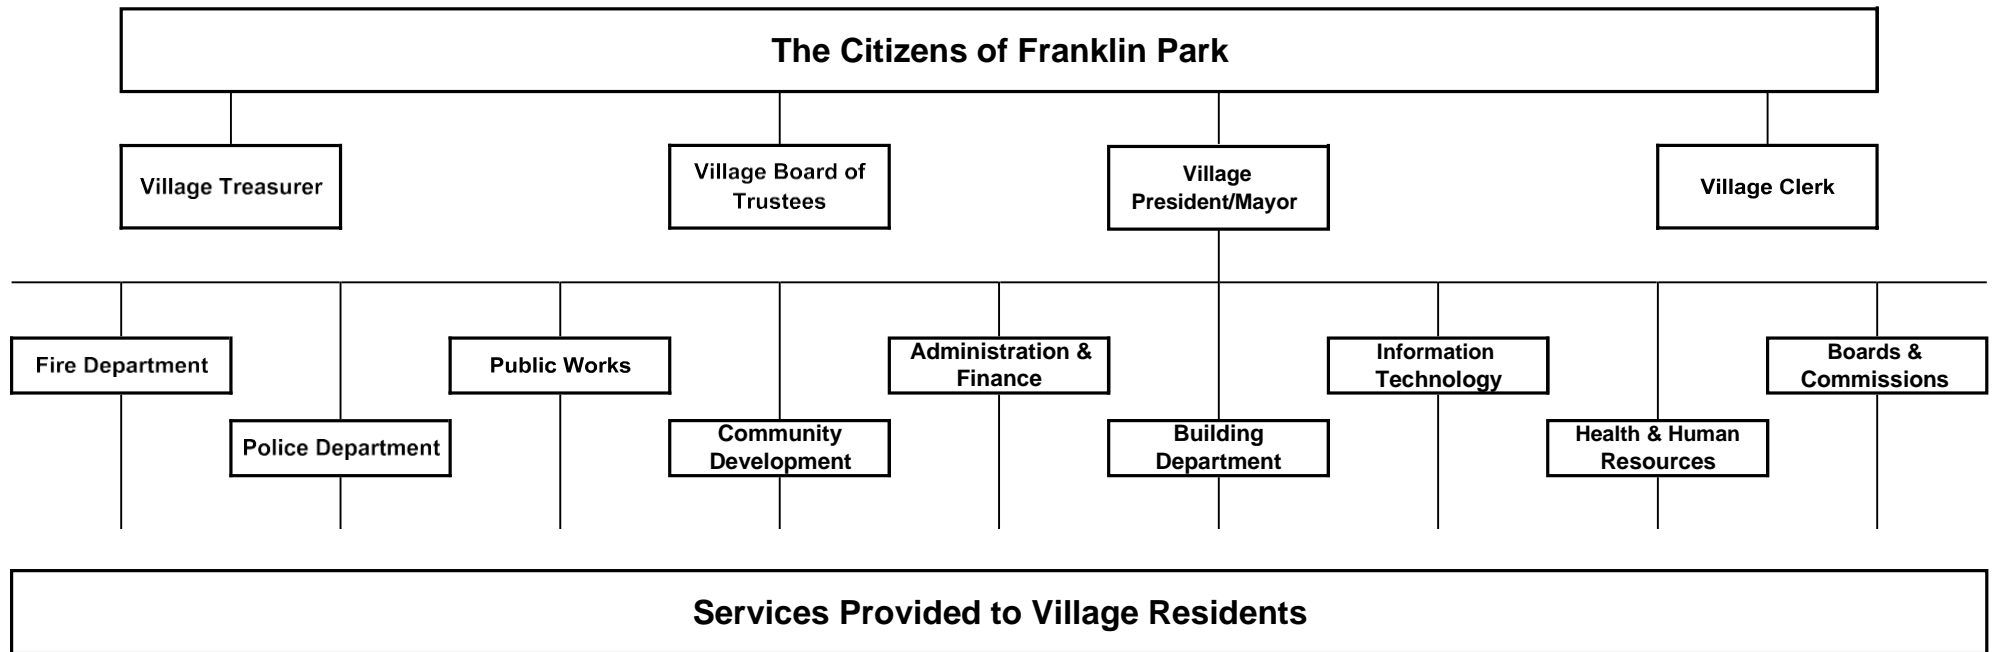 The Citizens of Franklin Park
Village Treasurer
Village Board of
Trustees
Village
President/Mayor
Village Clerk
Fire Department
Public Works
Administration &
Finance
Information
Technology
Boards &
Commissions
Police Department
Community
Development
Building
Department
Health & Human
Resources
Services Provided to Village Residents